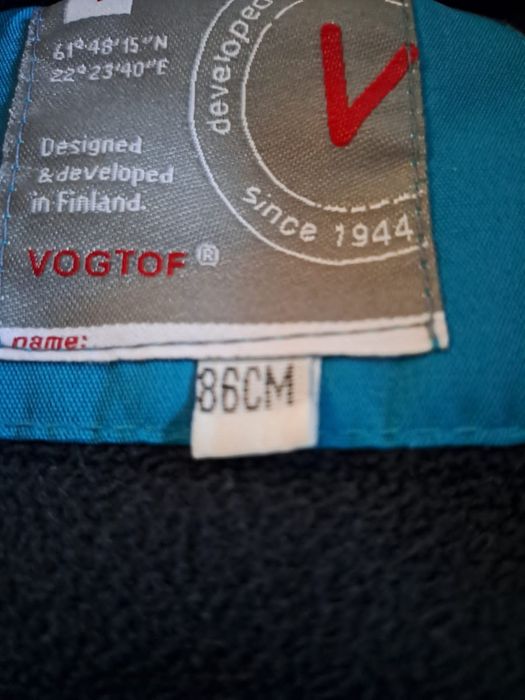 61°48'15"N
22°23'40"E
developed
V
Designed
& developed
in Finland.
since 1944
VOGTOF ®
name:
86CM